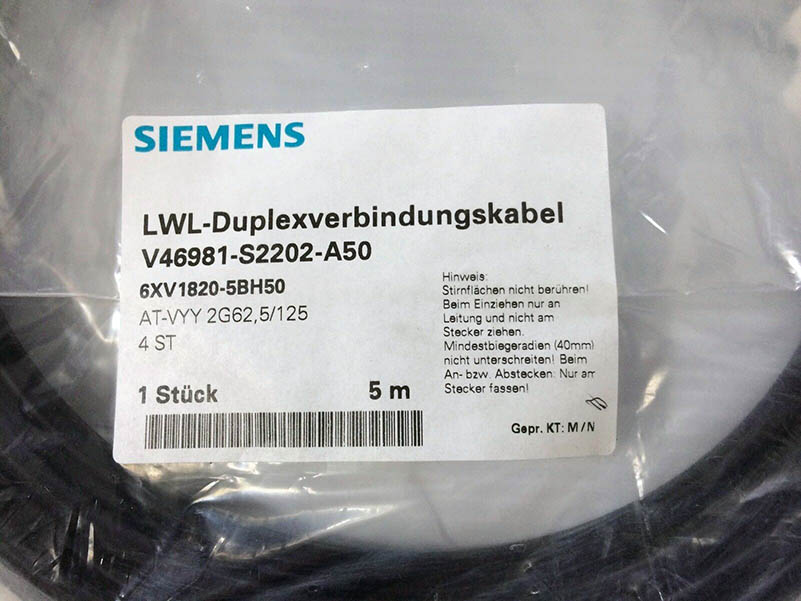 SIEMENS
LWL-Duplexverbindungskabel
V46981-S2202-A50
6XV1820-5BH50
AT-VYY 2G62,5/125
4 ST
1 Stück 5 m
Hinweis:
Stirnflächen nicht berühren!
Beim Einziehen nur an
Leitung und nicht am
Stecker ziehen.
Mindestbiegeradien (40mm)
nicht unterschreiten! Beim
An- bzw. Abstecken: Nur am
Stecker fassen!
Gepr. KT: M / N